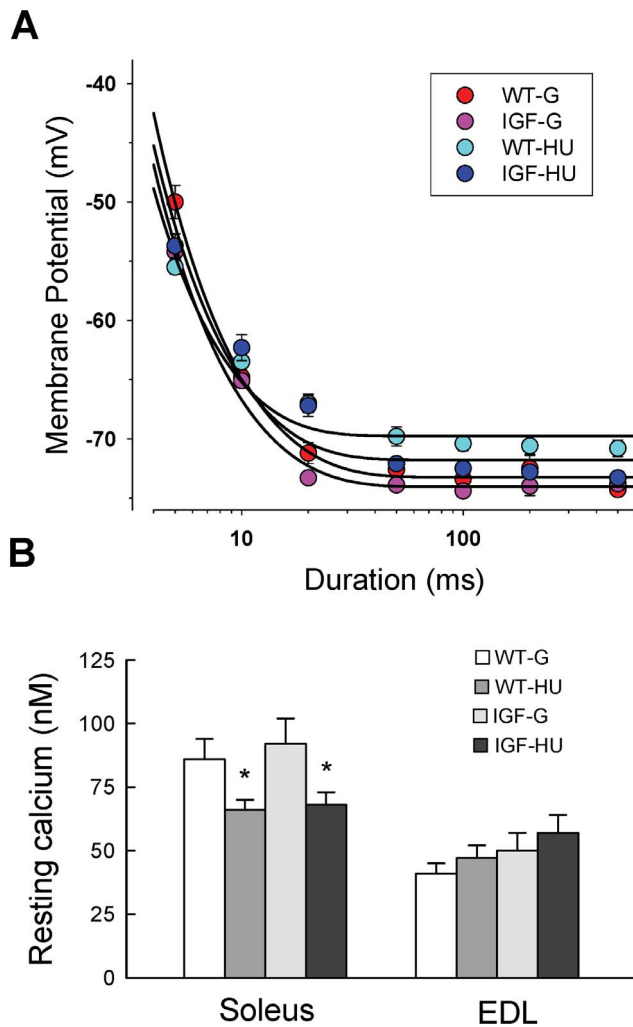 A
-40
-50
-60
-70
Membrane Potential (mV)
WT-G
IGF-G
WT-HU
IGF-HU
10 100
Duration (ms)
B
125
100
75
50
25
0
Resting calcium (nM)
WT-G
WT-HU
IGF-G
IGF-HU
* *
Soleus EDL